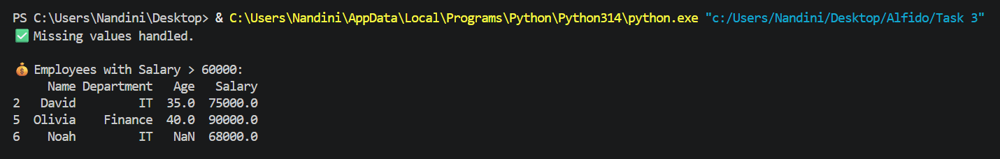 PS C:\Users\Nandini\Desktop> & C:\Users\Nandini\AppData\Local\Programs\Python\Python314\python.exe "c:/Users/Nandini/Desktop/Alfido/Task 3"
✅ Missing values handled.
💰 Employees with Salary > 60000:
Name Department Age Salary
2 David IT 35.0 75000.0
5 Olivia Finance 40.0 90000.0
6 Noah IT NaN 68000.0